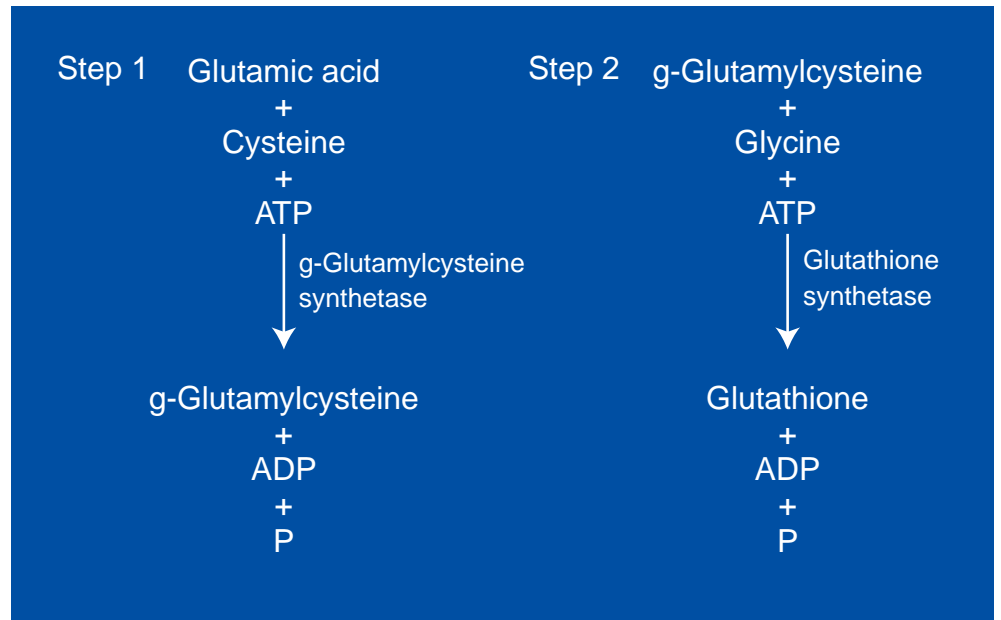 Step 1
Glutamic acid
+
Cysteine
+
ATP
g-Glutamylcysteine
synthetase
g-Glutamylcysteine
+
ADP
+
P
Step 2
g-Glutamylcysteine
+
Glycine
+
ATP
Glutathione
synthetase
Glutathione
+
ADP
+
P